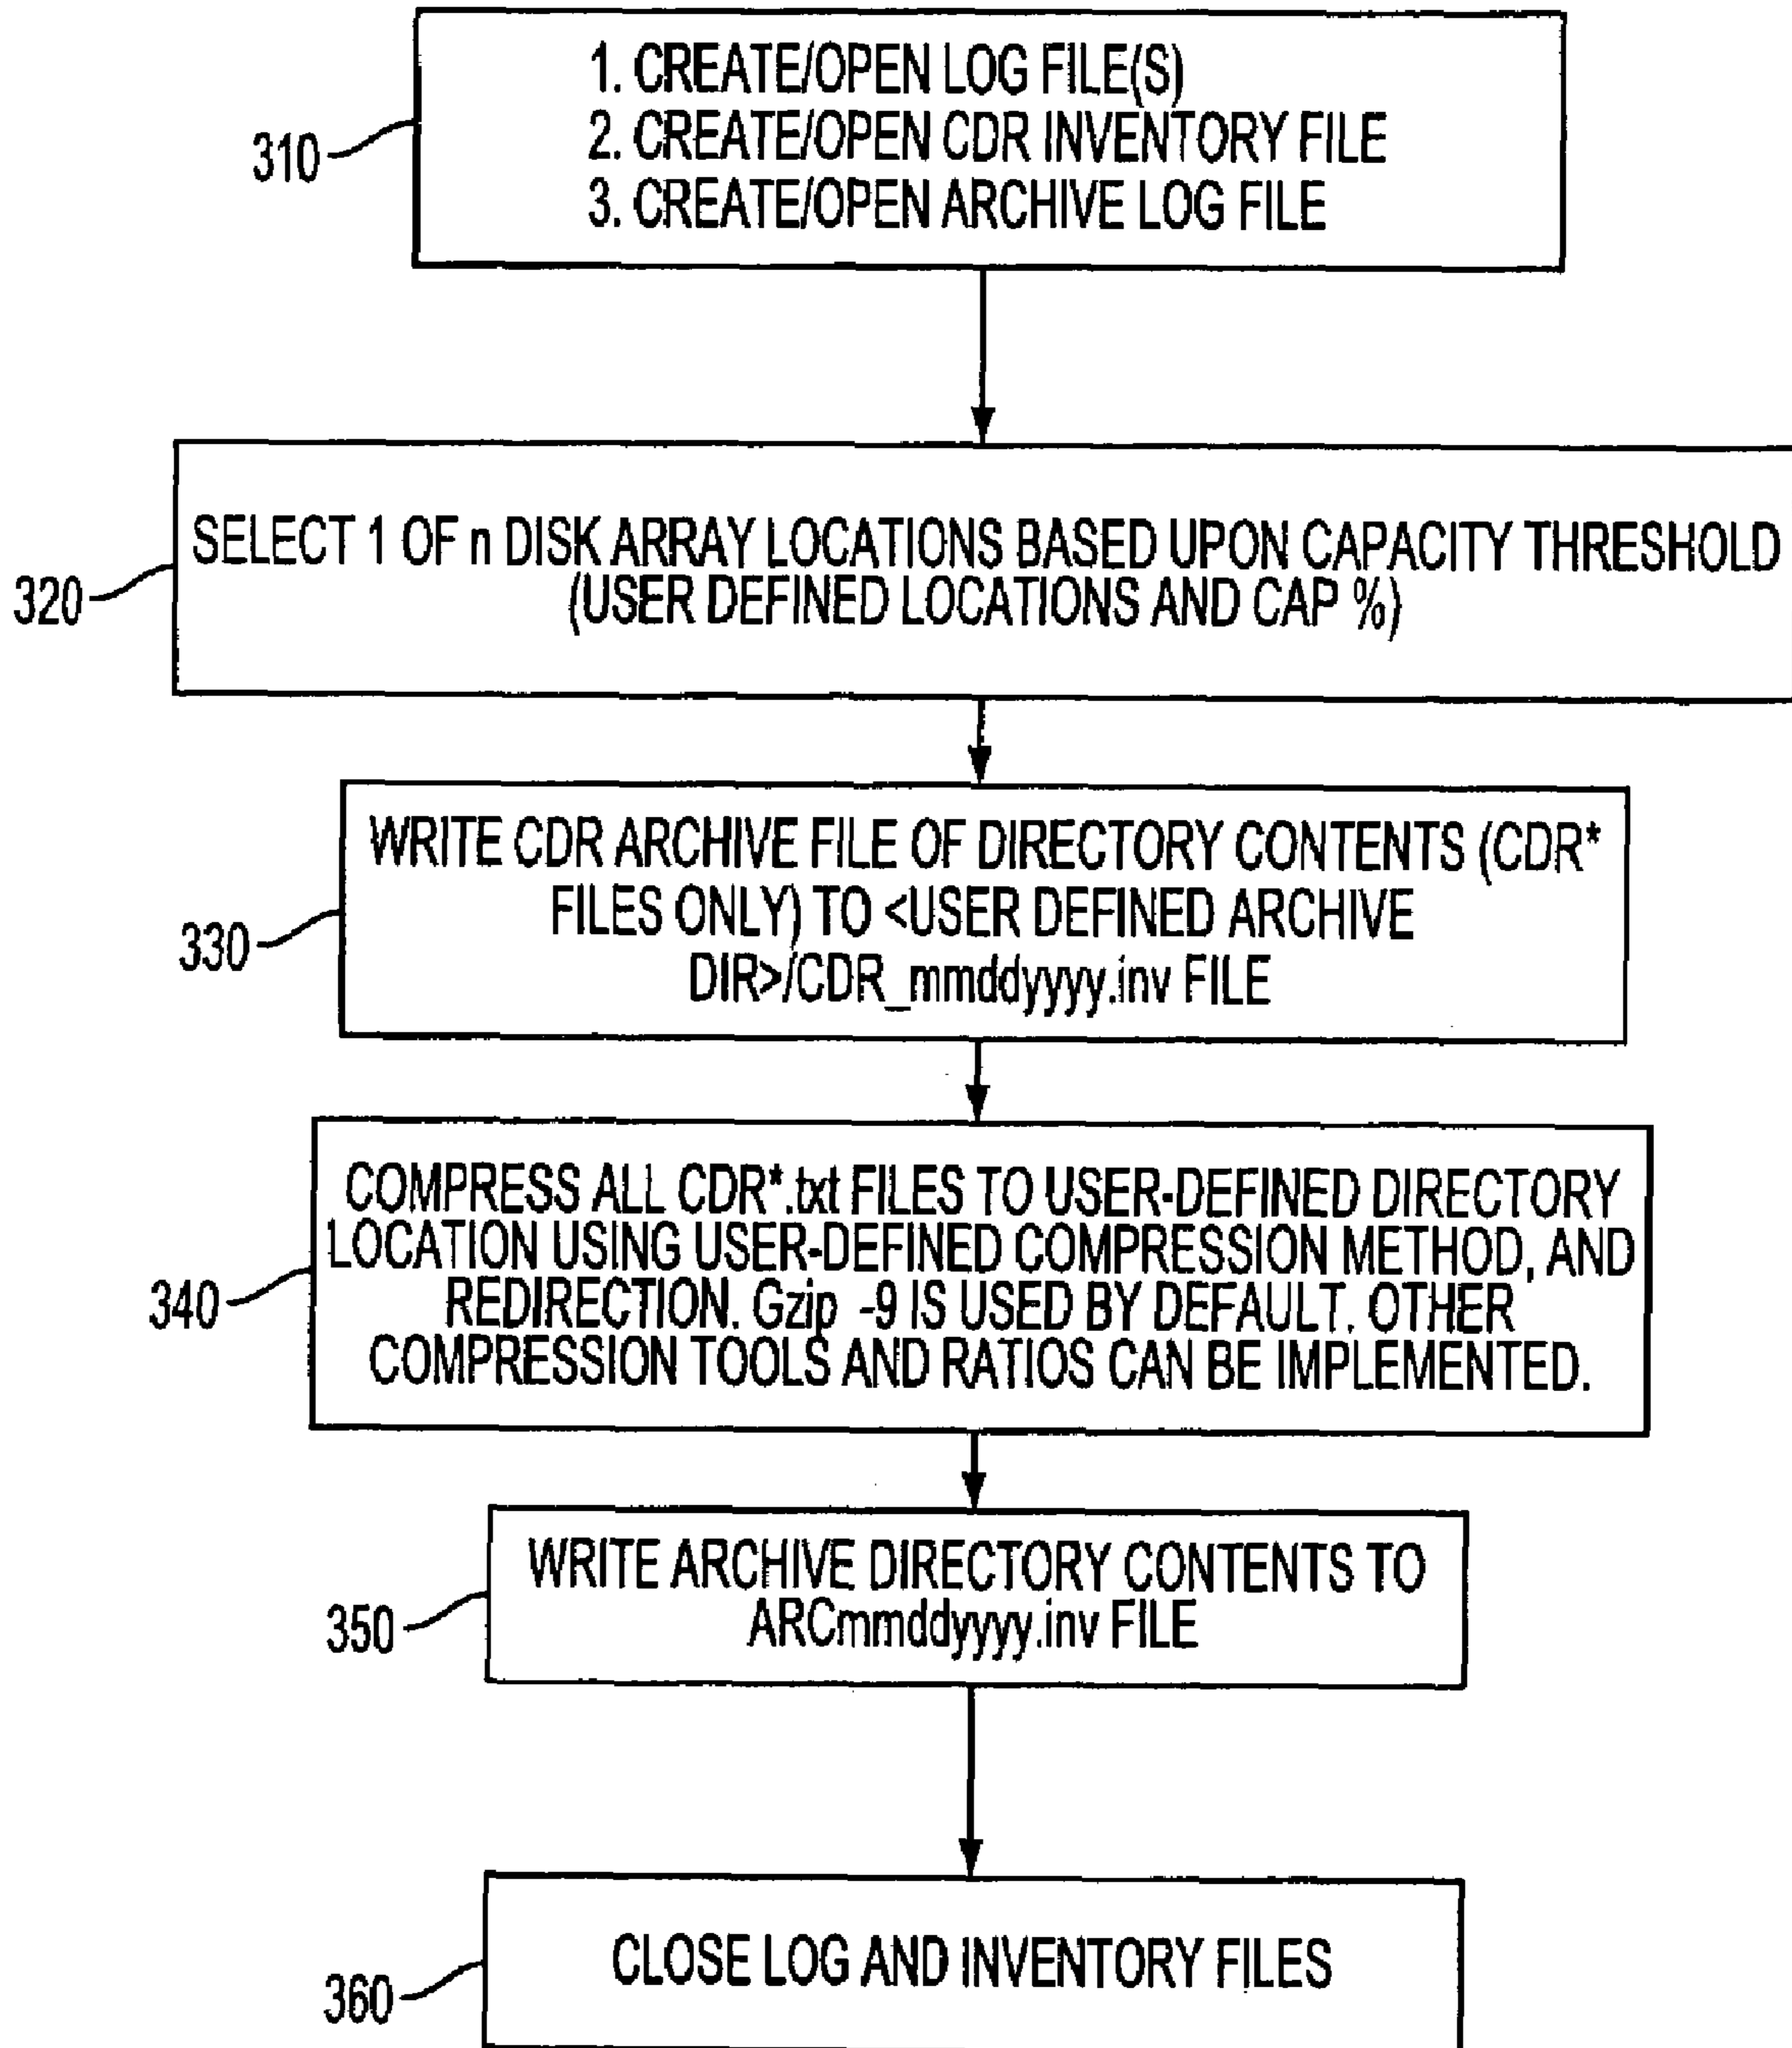 1. CREATE/OPEN LOG FILE(S)
2. CREATE/OPEN CDR INVENTORY FILE
3. CREATE/OPEN ARCHIVE LOG FILE
310
SELECT 1 OF n DISK ARRAY LOCATIONS BASED UPON CAPACITY THRESHOLD
(USER DEFINED LOCATIONS AND CAP %)
320
WRITE CDR ARCHIVE FILE OF DIRECTORY CONTENTS (CDR*
FILES ONLY) TO <USER DEFINED ARCHIVE
DIR>/CDR_mmddyyyy.inv FILE
330
COMPRESS ALL CDR*.txt FILES TO USER-DEFINED DIRECTORY
LOCATION USING USER-DEFINED COMPRESSION METHOD, AND
REDIRECTION. Gzip -9 IS USED BY DEFAULT. OTHER
COMPRESSION TOOLS AND RATIOS CAN BE IMPLEMENTED.
340
WRITE ARCHIVE DIRECTORY CONTENTS TO
ARCmmddyyyy.inv FILE
350
CLOSE LOG AND INVENTORY FILES
360